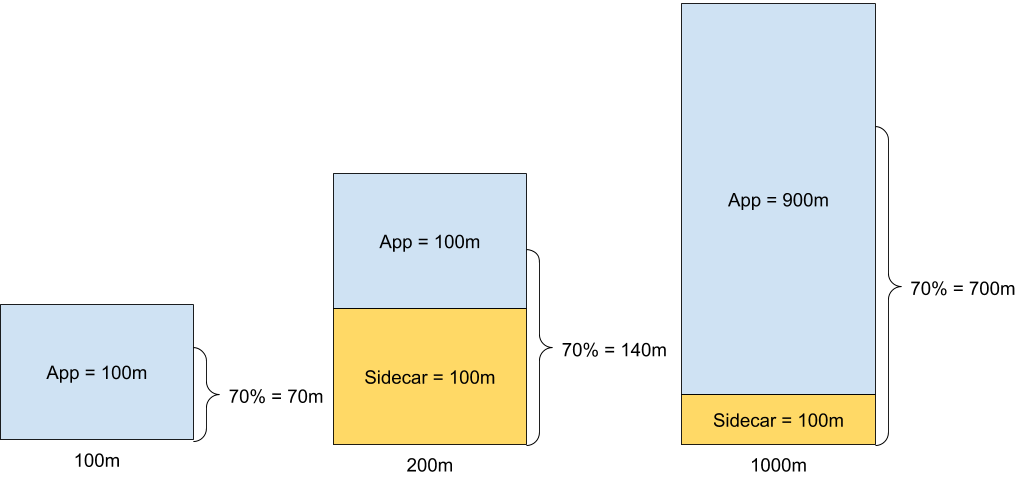 App = 100m
70% = 70m
100m
App = 100m
Sidecar = 100m
70% = 140m
200m
App = 900m
Sidecar = 100m
70% = 700m
1000m